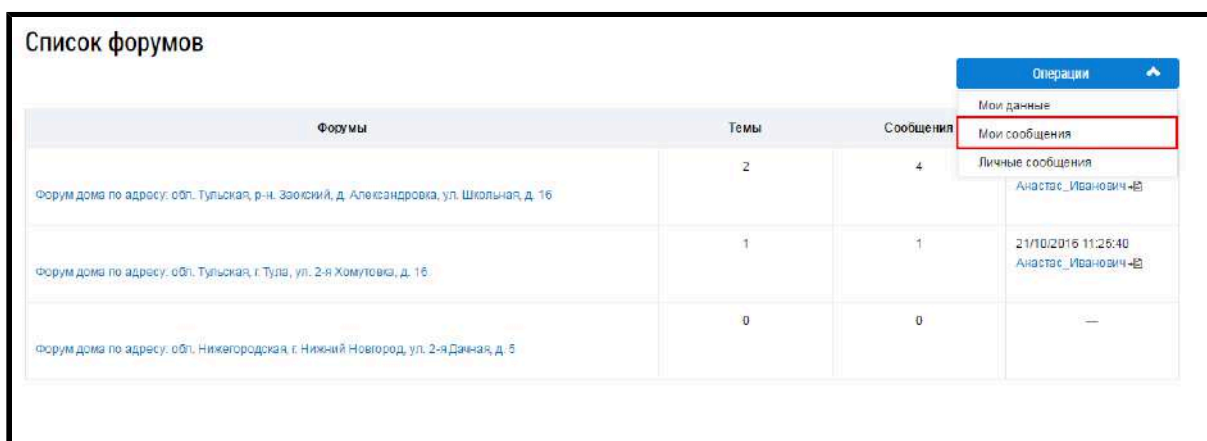 Список форумов
Операции
Мои данные
Мои сообщения
Личные сообщения
Форумы
Темы
Сообщения
Форум дома по адресу: обл. Тульская, р-н. Заокский, д. Александровка, ул. Школьная, д. 16
2
4
Анастас_Иванович
Форум дома по адресу: обл. Тульская, г. Тула, ул. 2-я Хомутовка, д. 16
1
1
21/10/2016 11:26:40
Анастас_Иванович
Форум дома по адресу: обл. Нижегородская, г. Нижний Новгород, ул. 2-я Дачная, д. 5
0
0
—